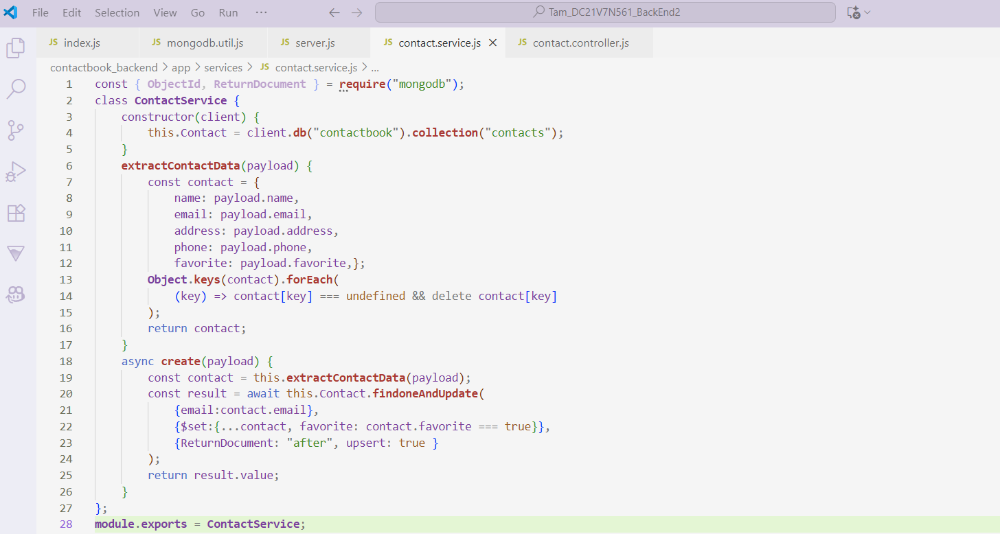 File Edit Selection View Go Run ···
Tam_DC21V7N561_BackEnd2
JS index.js JS mongodb.util.js JS server.js JS contact.service.js JS contact.controller.js
contactbook_backend > app > services > JS contact.service.js > ...
1 const { ObjectId, ReturnDocument } = require("mongodb");
2 class ContactService {
3 constructor(client) {
4 this.Contact = client.db("contactbook").collection("contacts");
5 }
6 extractContactData(payload) {
7 const contact = {
8 name: payload.name,
9 email: payload.email,
10 address: payload.address,
11 phone: payload.phone,
12 favorite: payload.favorite,};
13 Object.keys(contact).forEach(
14 (key) => contact[key] === undefined && delete contact[key]
15 );
16 return contact;
17 }
18 async create(payload) {
19 const contact = this.extractContactData(payload);
20 const result = await this.Contact.findoneAndUpdate(
21 {email:contact.email},
22 {$set:{...contact, favorite: contact.favorite === true}},
23 {ReturnDocument: "after", upsert: true }
24 );
25 return result.value;
26 }
27 };
28 module.exports = ContactService;